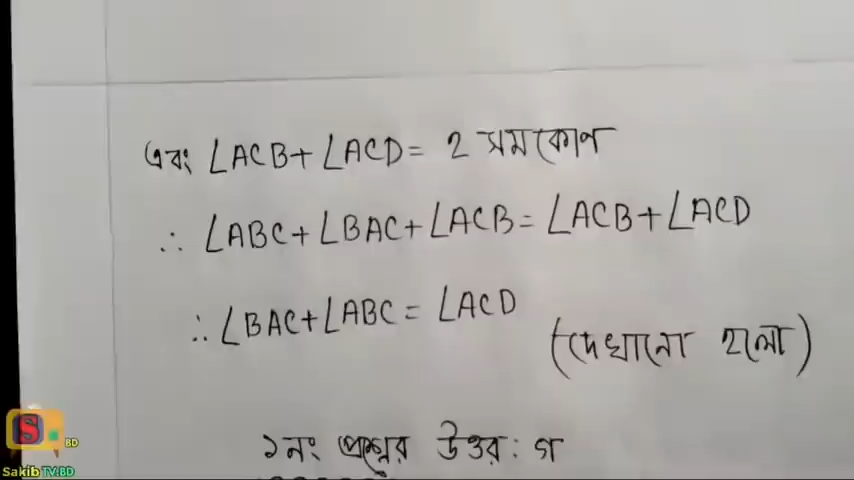 এবং ∠ACB+∠ACD= 2 সমকোণ
∴ ∠ABC+∠BAC+∠ACB=∠ACB+∠ACD
∴ ∠BAC+∠ABC=∠ACD
(দেখানো হলো)
১নং প্রশ্নের উত্তর: গ
S. BD
Sakib TV.BD